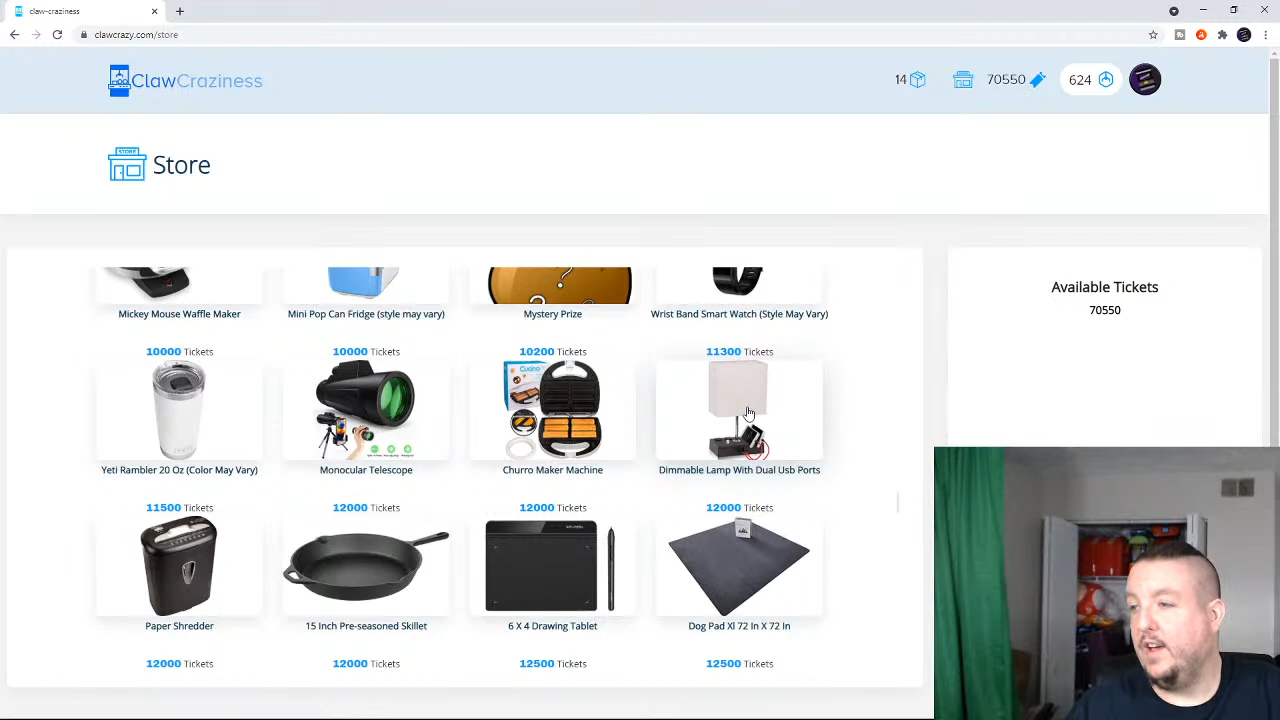 claw-craziness
clawcrazy.com/store
ClawCraziness
14
70550
624
STORE
Store
Available Tickets
70550
Mickey Mouse Waffle Maker
Mini Pop Can Fridge (style may vary)
Mystery Prize
Wrist Band Smart Watch (Style May Vary)
10000 Tickets
10000 Tickets
10200 Tickets
11300 Tickets
Yeti Rambler 20 Oz (Color May Vary)
Monocular Telescope
Churro Maker Machine
Dimmable Lamp With Dual Usb Ports
11500 Tickets
12000 Tickets
12000 Tickets
12000 Tickets
Paper Shredder
15 Inch Pre-seasoned Skillet
6 X 4 Drawing Tablet
Dog Pad Xl 72 In X 72 In
12000 Tickets
12000 Tickets
12500 Tickets
12500 Tickets